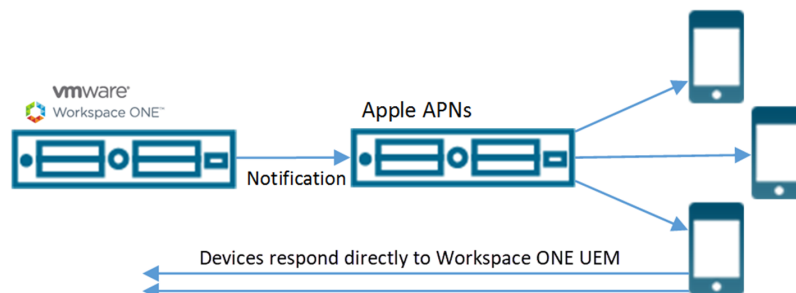 vmware®
Workspace ONE™
Apple APNs
Notification
Devices respond directly to Workspace ONE UEM